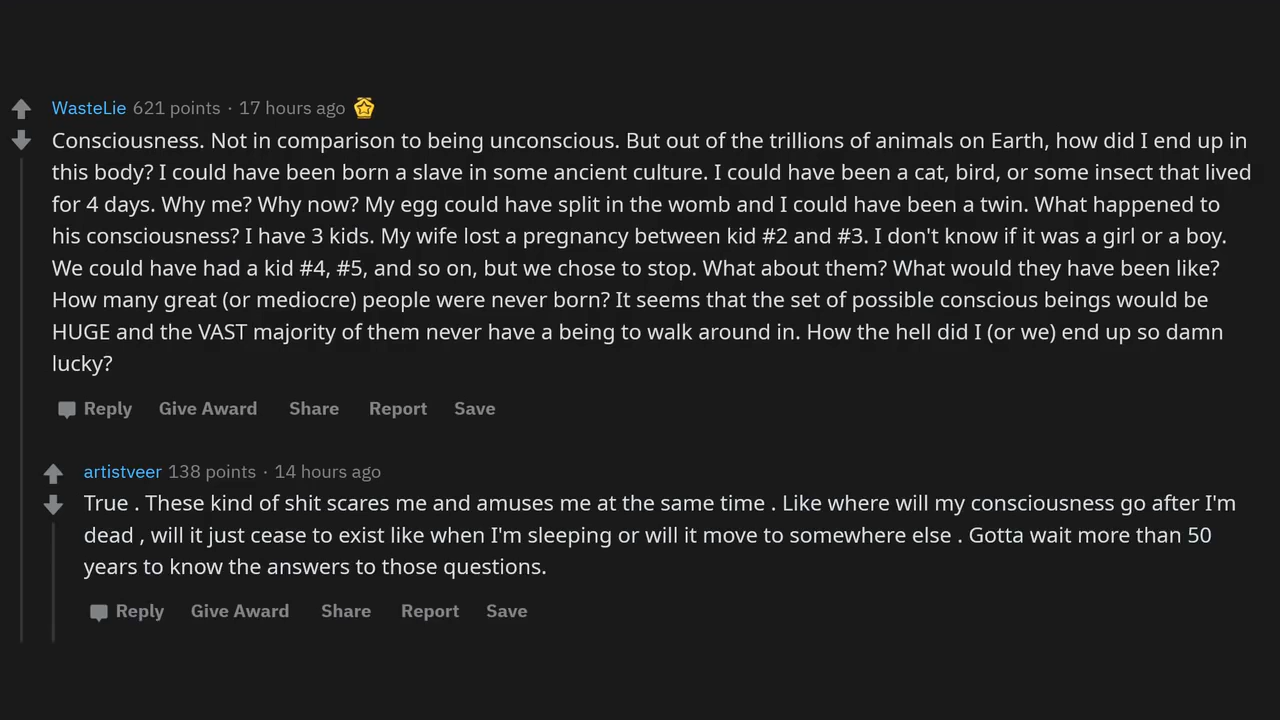 WasteLie 621 points · 17 hours ago
Consciousness. Not in comparison to being unconscious. But out of the trillions of animals on Earth, how did I end up in
this body? I could have been born a slave in some ancient culture. I could have been a cat, bird, or some insect that lived
for 4 days. Why me? Why now? My egg could have split in the womb and I could have been a twin. What happened to
his consciousness? I have 3 kids. My wife lost a pregnancy between kid #2 and #3. I don't know if it was a girl or a boy.
We could have had a kid #4, #5, and so on, but we chose to stop. What about them? What would they have been like?
How many great (or mediocre) people were never born? It seems that the set of possible conscious beings would be
HUGE and the VAST majority of them never have a being to walk around in. How the hell did I (or we) end up so damn
lucky?
Reply Give Award Share Report Save
artistveer 138 points · 14 hours ago
True . These kind of shit scares me and amuses me at the same time . Like where will my consciousness go after I'm
dead , will it just cease to exist like when I'm sleeping or will it move to somewhere else . Gotta wait more than 50
years to know the answers to those questions.
Reply Give Award Share Report Save